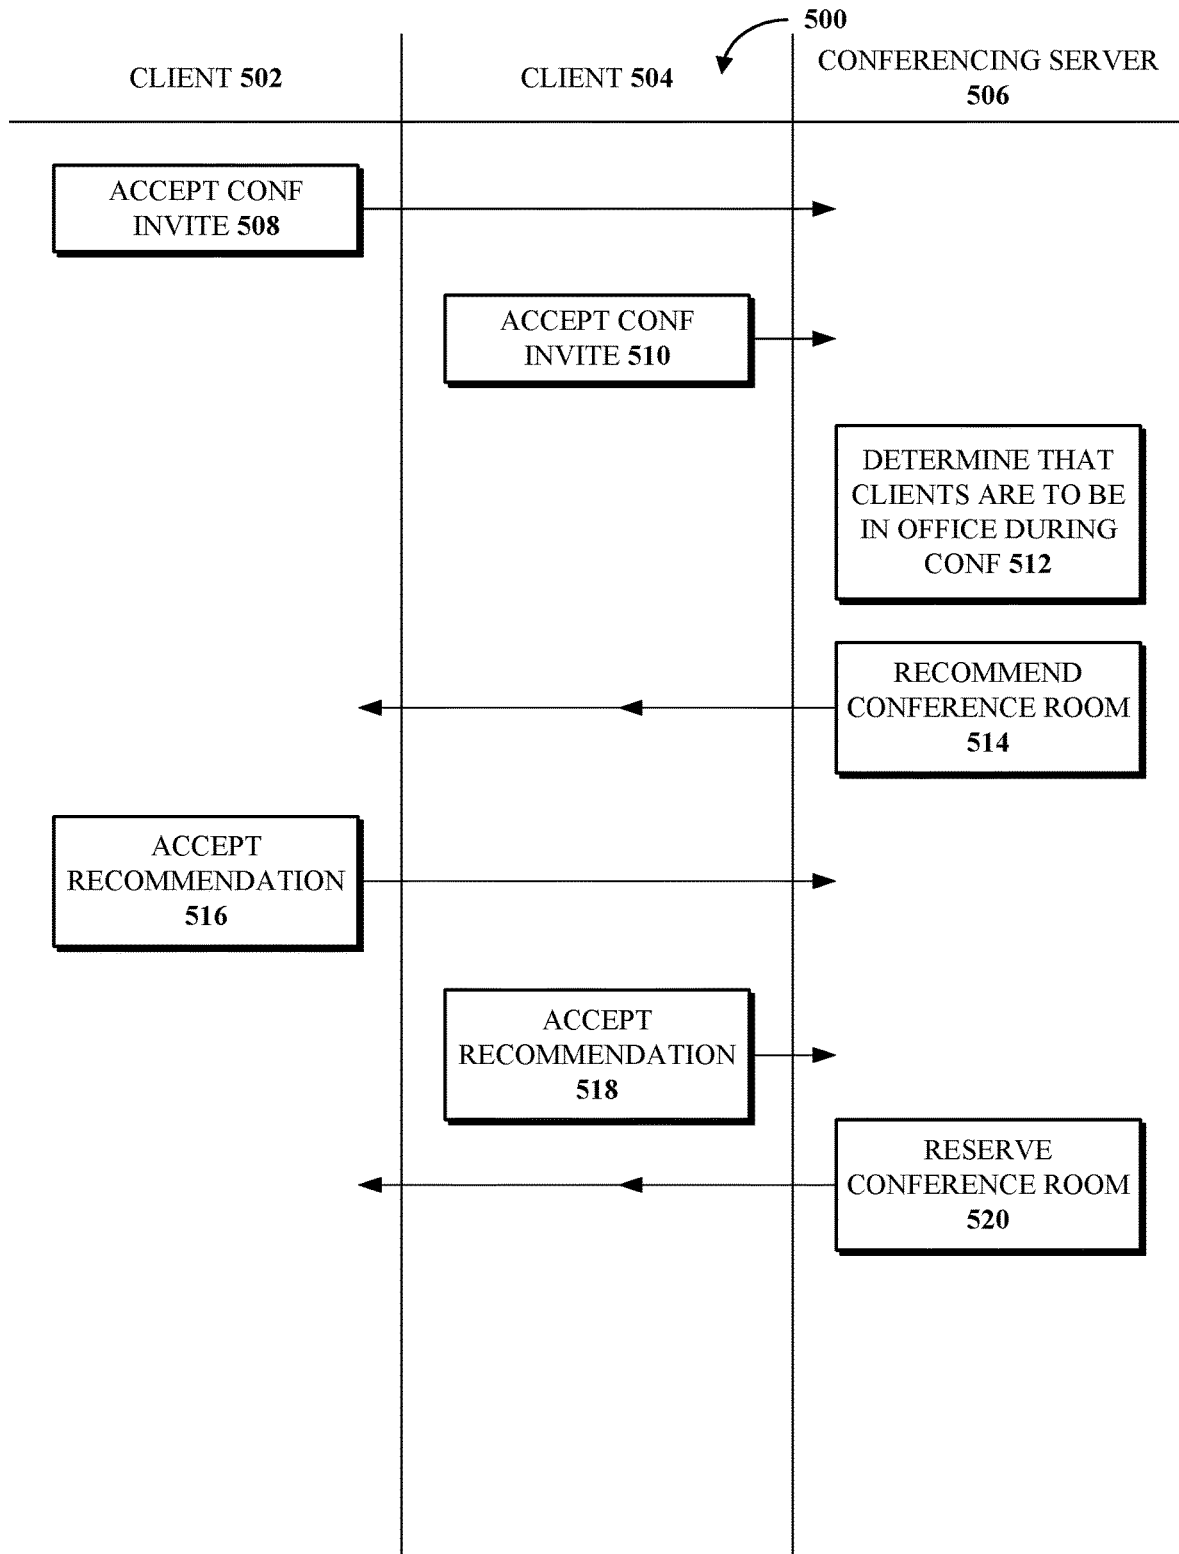 500
CLIENT 502
CLIENT 504
CONFERENCING SERVER
506
ACCEPT CONF
INVITE 508
ACCEPT CONF
INVITE 510
DETERMINE THAT
CLIENTS ARE TO BE
IN OFFICE DURING
CONF 512
RECOMMEND
CONFERENCE ROOM
514
ACCEPT
RECOMMENDATION
516
ACCEPT
RECOMMENDATION
518
RESERVE
CONFERENCE ROOM
520